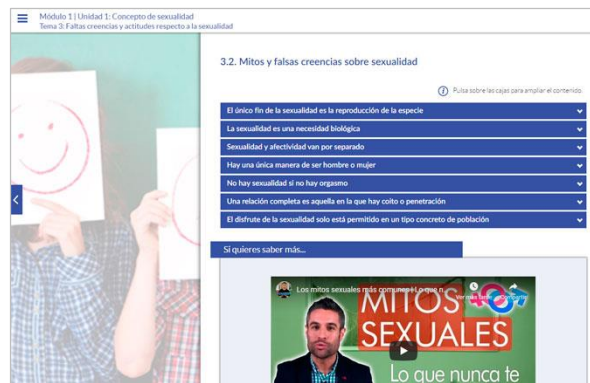 Módulo 1 | Unidad 1: Concepto de sexualidad
Tema 3: Faltas creencias y actitudes respecto a la sexualidad
3.2. Mitos y falsas creencias sobre sexualidad
Pulsa sobre las cajas para ampliar el contenido
El único fin de la sexualidad es la reproducción de la especie
La sexualidad es una necesidad biológica
Sexualidad y afectividad van por separado
Hay una única manera de ser hombre o mujer
No hay sexualidad si no hay orgasmo
Una relación completa es aquella en la que hay coito o penetración
El disfrute de la sexualidad solo está permitido en un tipo concreto de población
Si quieres saber más...
Los mitos sexuales más comunes | Lo que n...
Ver más tarde
Compartir
MITOS
SEXUALES
Lo que nunca te